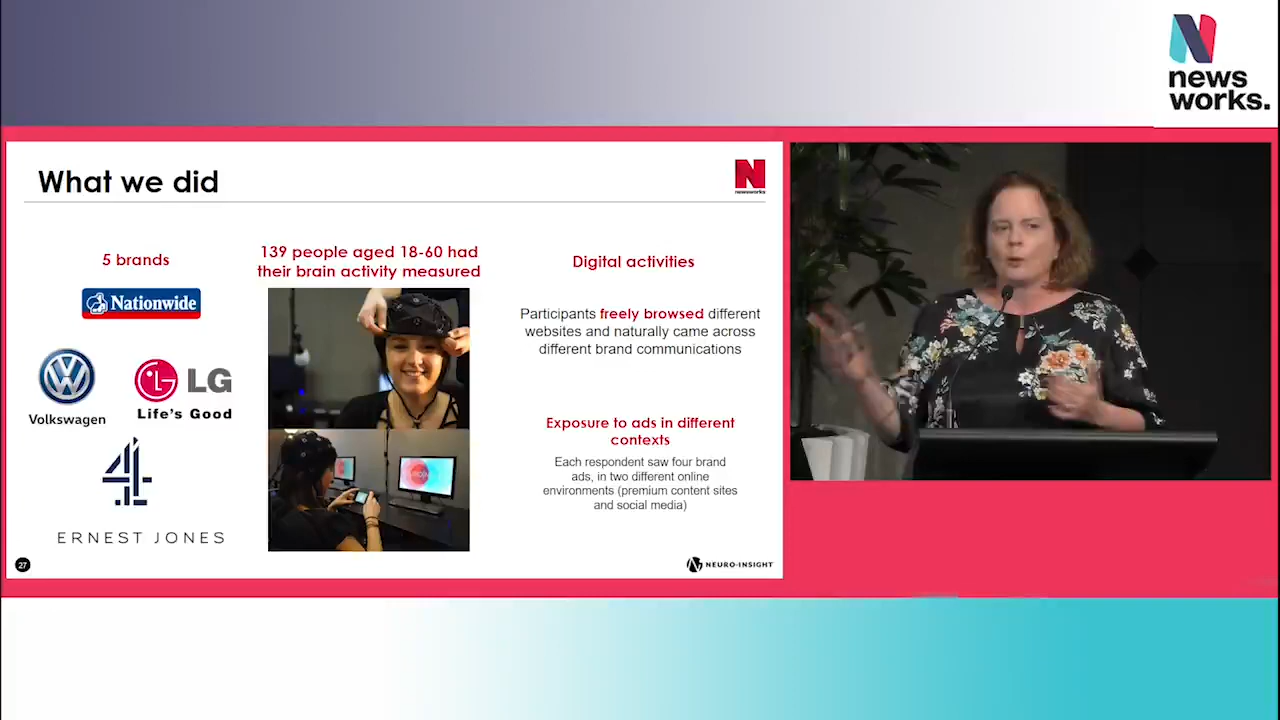 news
works.
What we did
N
newsworks
5 brands
Nationwide
Volkswagen
LG
Life's Good
4
ERNEST JONES
139 people aged 18-60 had
their brain activity measured
Digital activities
Participants freely browsed different
websites and naturally came across
different brand communications
Exposure to ads in different
contexts
Each respondent saw four brand
ads, in two different online
environments (premium content sites
and social media)
27
NEURO-INSIGHT